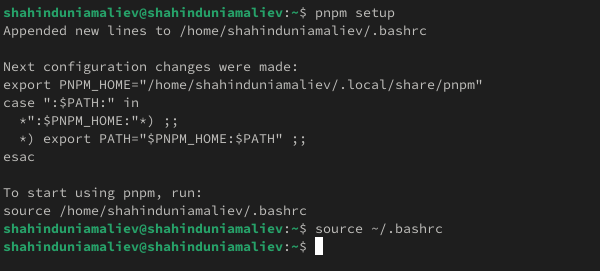 shahinduniamaliev@shahinduniamaliev:~$ pnpm setup
Appended new lines to /home/shahinduniamaliev/.bashrc

Next configuration changes were made:
export PNPM_HOME="/home/shahinduniamaliev/.local/share/pnpm"
case ":$PATH:" in
  *":$PNPM_HOME:"*) ;;
  *) export PATH="$PNPM_HOME:$PATH" ;;
esac

To start using pnpm, run:
source /home/shahinduniamaliev/.bashrc
shahinduniamaliev@shahinduniamaliev:~$ source ~/.bashrc
shahinduniamaliev@shahinduniamaliev:~$